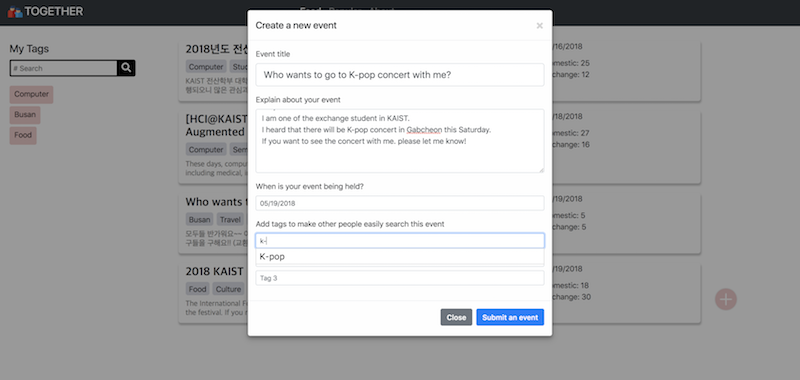 TOGETHER
Create a new event
×
Event title
Who wants to go to K-pop concert with me?
Explain about your event
I am one of the exchange student in KAIST.
I heard that there will be K-pop concert in Gabcheon this Saturday.
If you want to see the concert with me. please let me know!
When is your event being held?
05/19/2018
Add tags to make other people easily search this event
k-
K-pop
Tag 3
Close
Submit an event
My Tags
# Search
Computer
Busan
Food
2018년도 전산
Computer
KAIST 전산학부 대학
행되오니 많은 관심과
/16/2018
mestic: 25
change: 12
[HCI@KAIST
Augmented
Computer
These days, compu
including medical, s
/18/2018
omestic: 27
change: 16
Who wants t
Busan
Travel
모두들 반가워요~~
구들을 구해요!! (교환
/19/2018
omestic: 5
change: 5
2018 KAIST
Food
Culture
The International F
the festival. If you
/19/2018
omestic: 18
change: 30
+